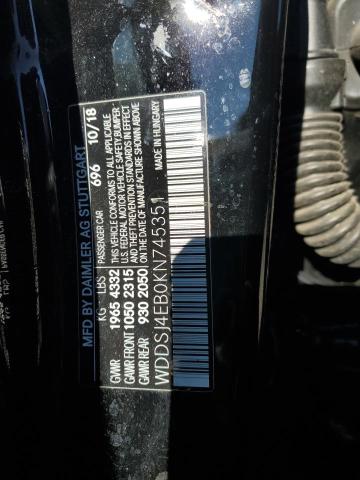 MFD BY DAIMLER AG STUTTGART
PASSENGER CAR 696 10/18
KG LBS THIS VEHICLE CONFORMS TO ALL APPLICABLE
GVWR 1965 4332 U.S. FEDERAL MOTOR VEHICLE SAFETY, BUMPER
GAWR FRONT 1050 2315 AND THEFT PREVENTION STANDARDS IN EFFECT
GAWR REAR 930 2050 ON THE DATE OF MANUFACTURE SHOWN ABOVE
WDDSJ4EB0KN745351
MADE IN HUNGARY